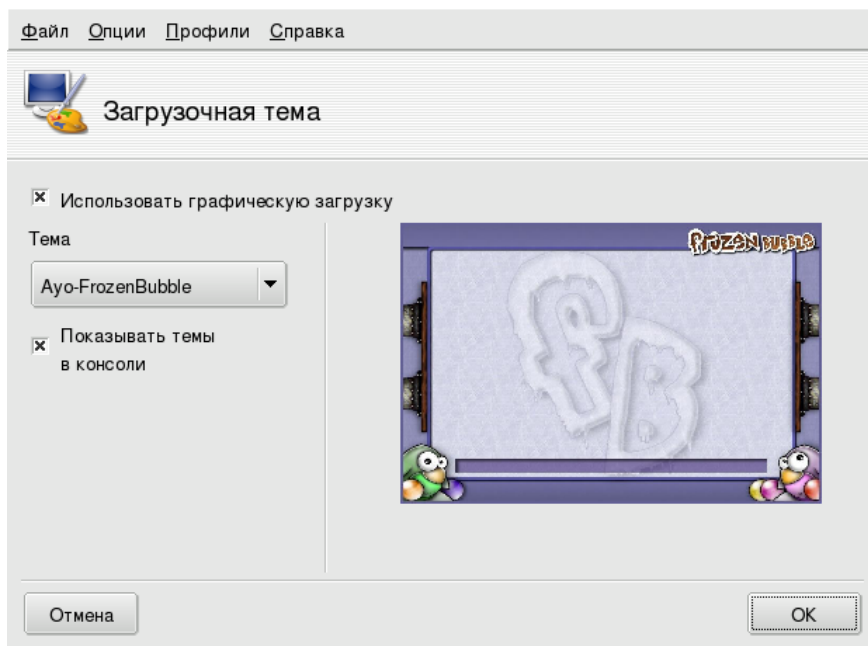 Файл Опции Профили Справка
Загрузочная тема
Использовать графическую загрузку
Тема
Ayo-FrozenBubble
Показывать темы
в консоли
FROZEN BUBBLE
fB
Отмена
OK